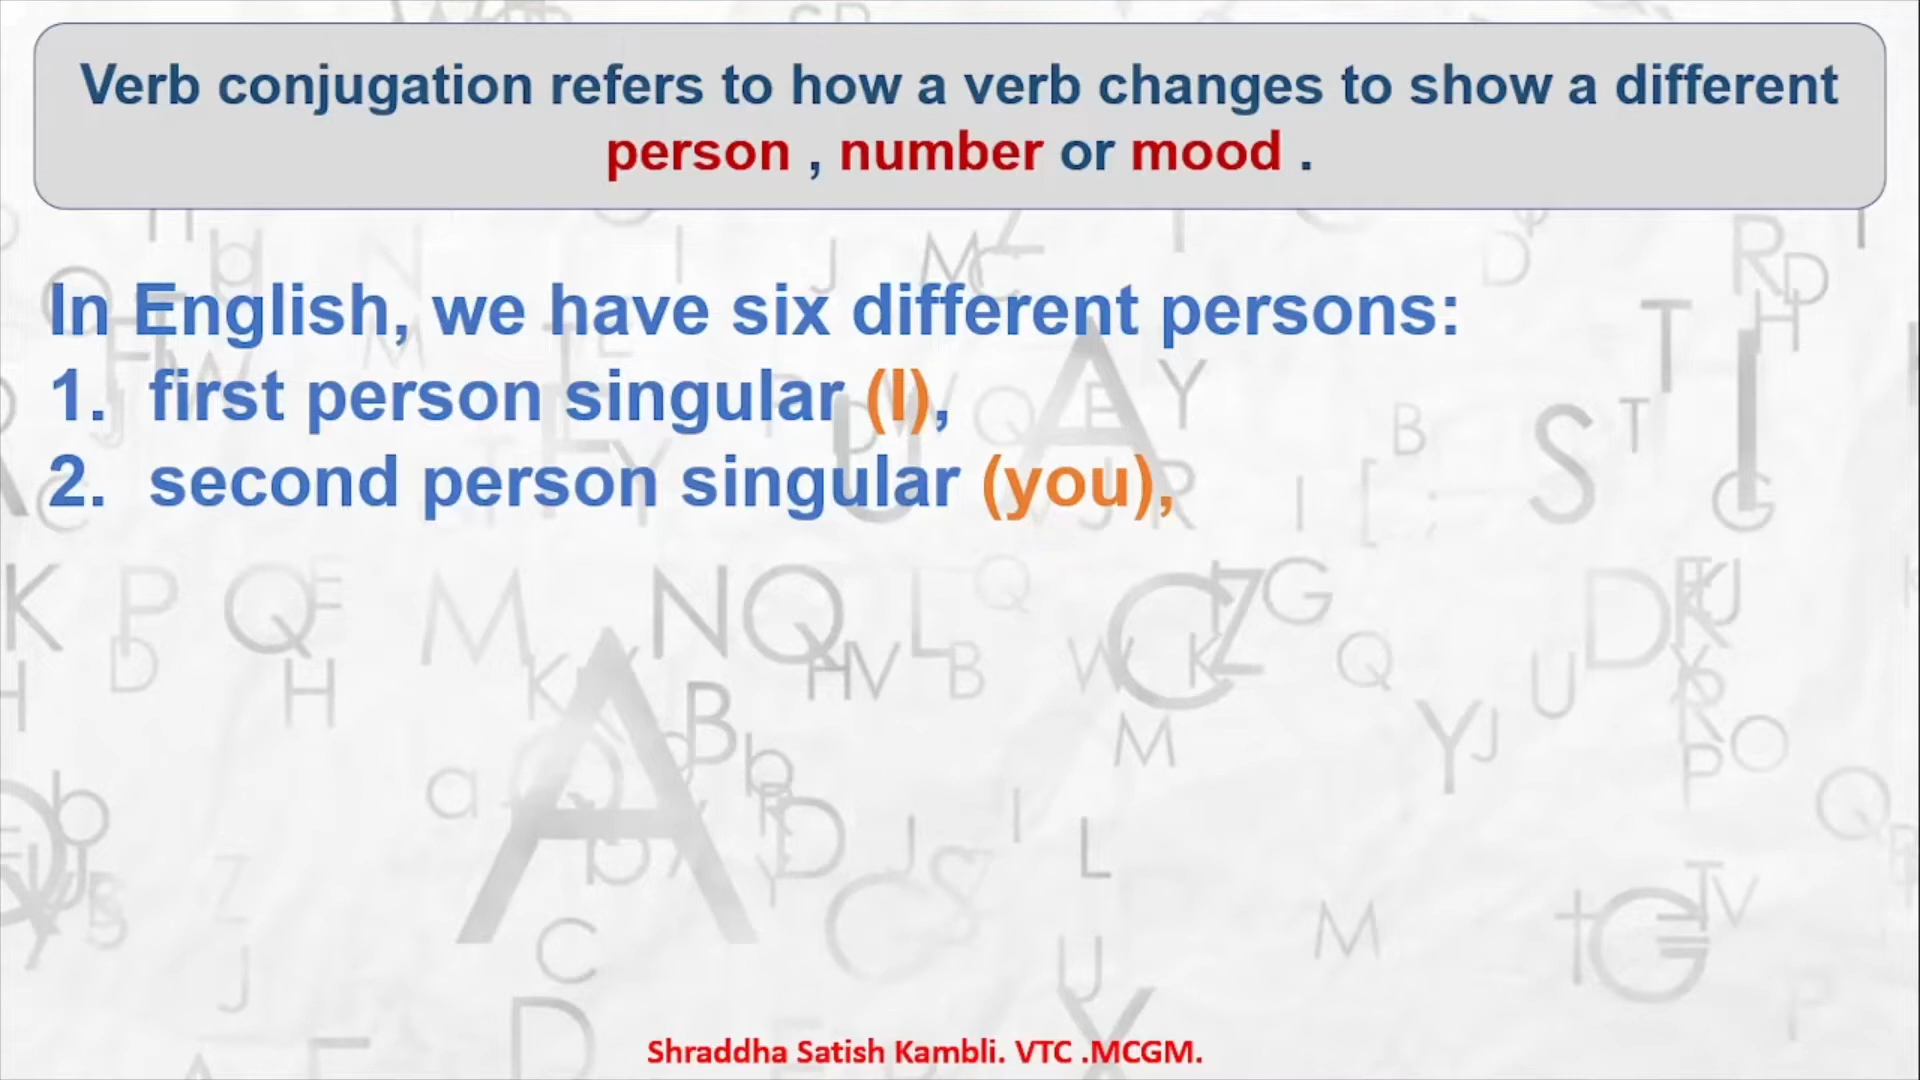 Verb conjugation refers to how a verb changes to show a different
person , number or mood .
In English, we have six different persons:
1. first person singular (I),
2. second person singular (you),
Shraddha Satish Kambli. VTC .MCGM.